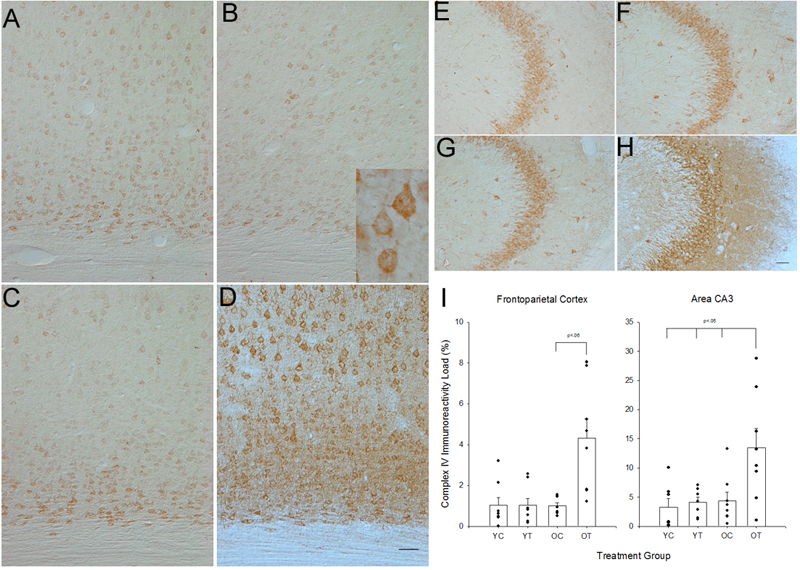 A
B
C
D
E
F
G
H
I
Frontoparietal Cortex
Area CA3
Complex IV Immunoreactivity Load (%)
10
8
6
4
2
0
p<.05
YC YT OC OT
35
30
25
20
15
10
5
0
p<.05
YC YT OC OT
Treatment Group